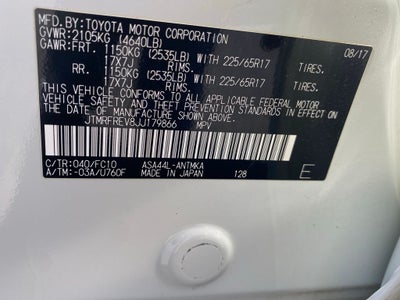 MFD. BY: TOYOTA MOTOR CORPORATION 08/17
GVWR: 2105KG (4640LB)
GAWR: FRT. 1150KG (2535LB) WITH 225/65R17 TIRES,
17X7J RIMS,
RR. 1150KG (2535LB) WITH 225/65R17 TIRES,
17X7J RIMS,
THIS VEHICLE CONFORMS TO ALL APPLICABLE FEDERAL MOTOR
VEHICLE SAFETY AND THEFT PREVENTION STANDARDS IN EFFECT ON
THE DATE OF MANUFACTURE SHOWN ABOVE.
JTMRFREV8JJ179866 MPV
C/TR:040/FC10 ASA44L-ANTMKA
A/TM:-03A/U760F MADE IN JAPAN 128 E